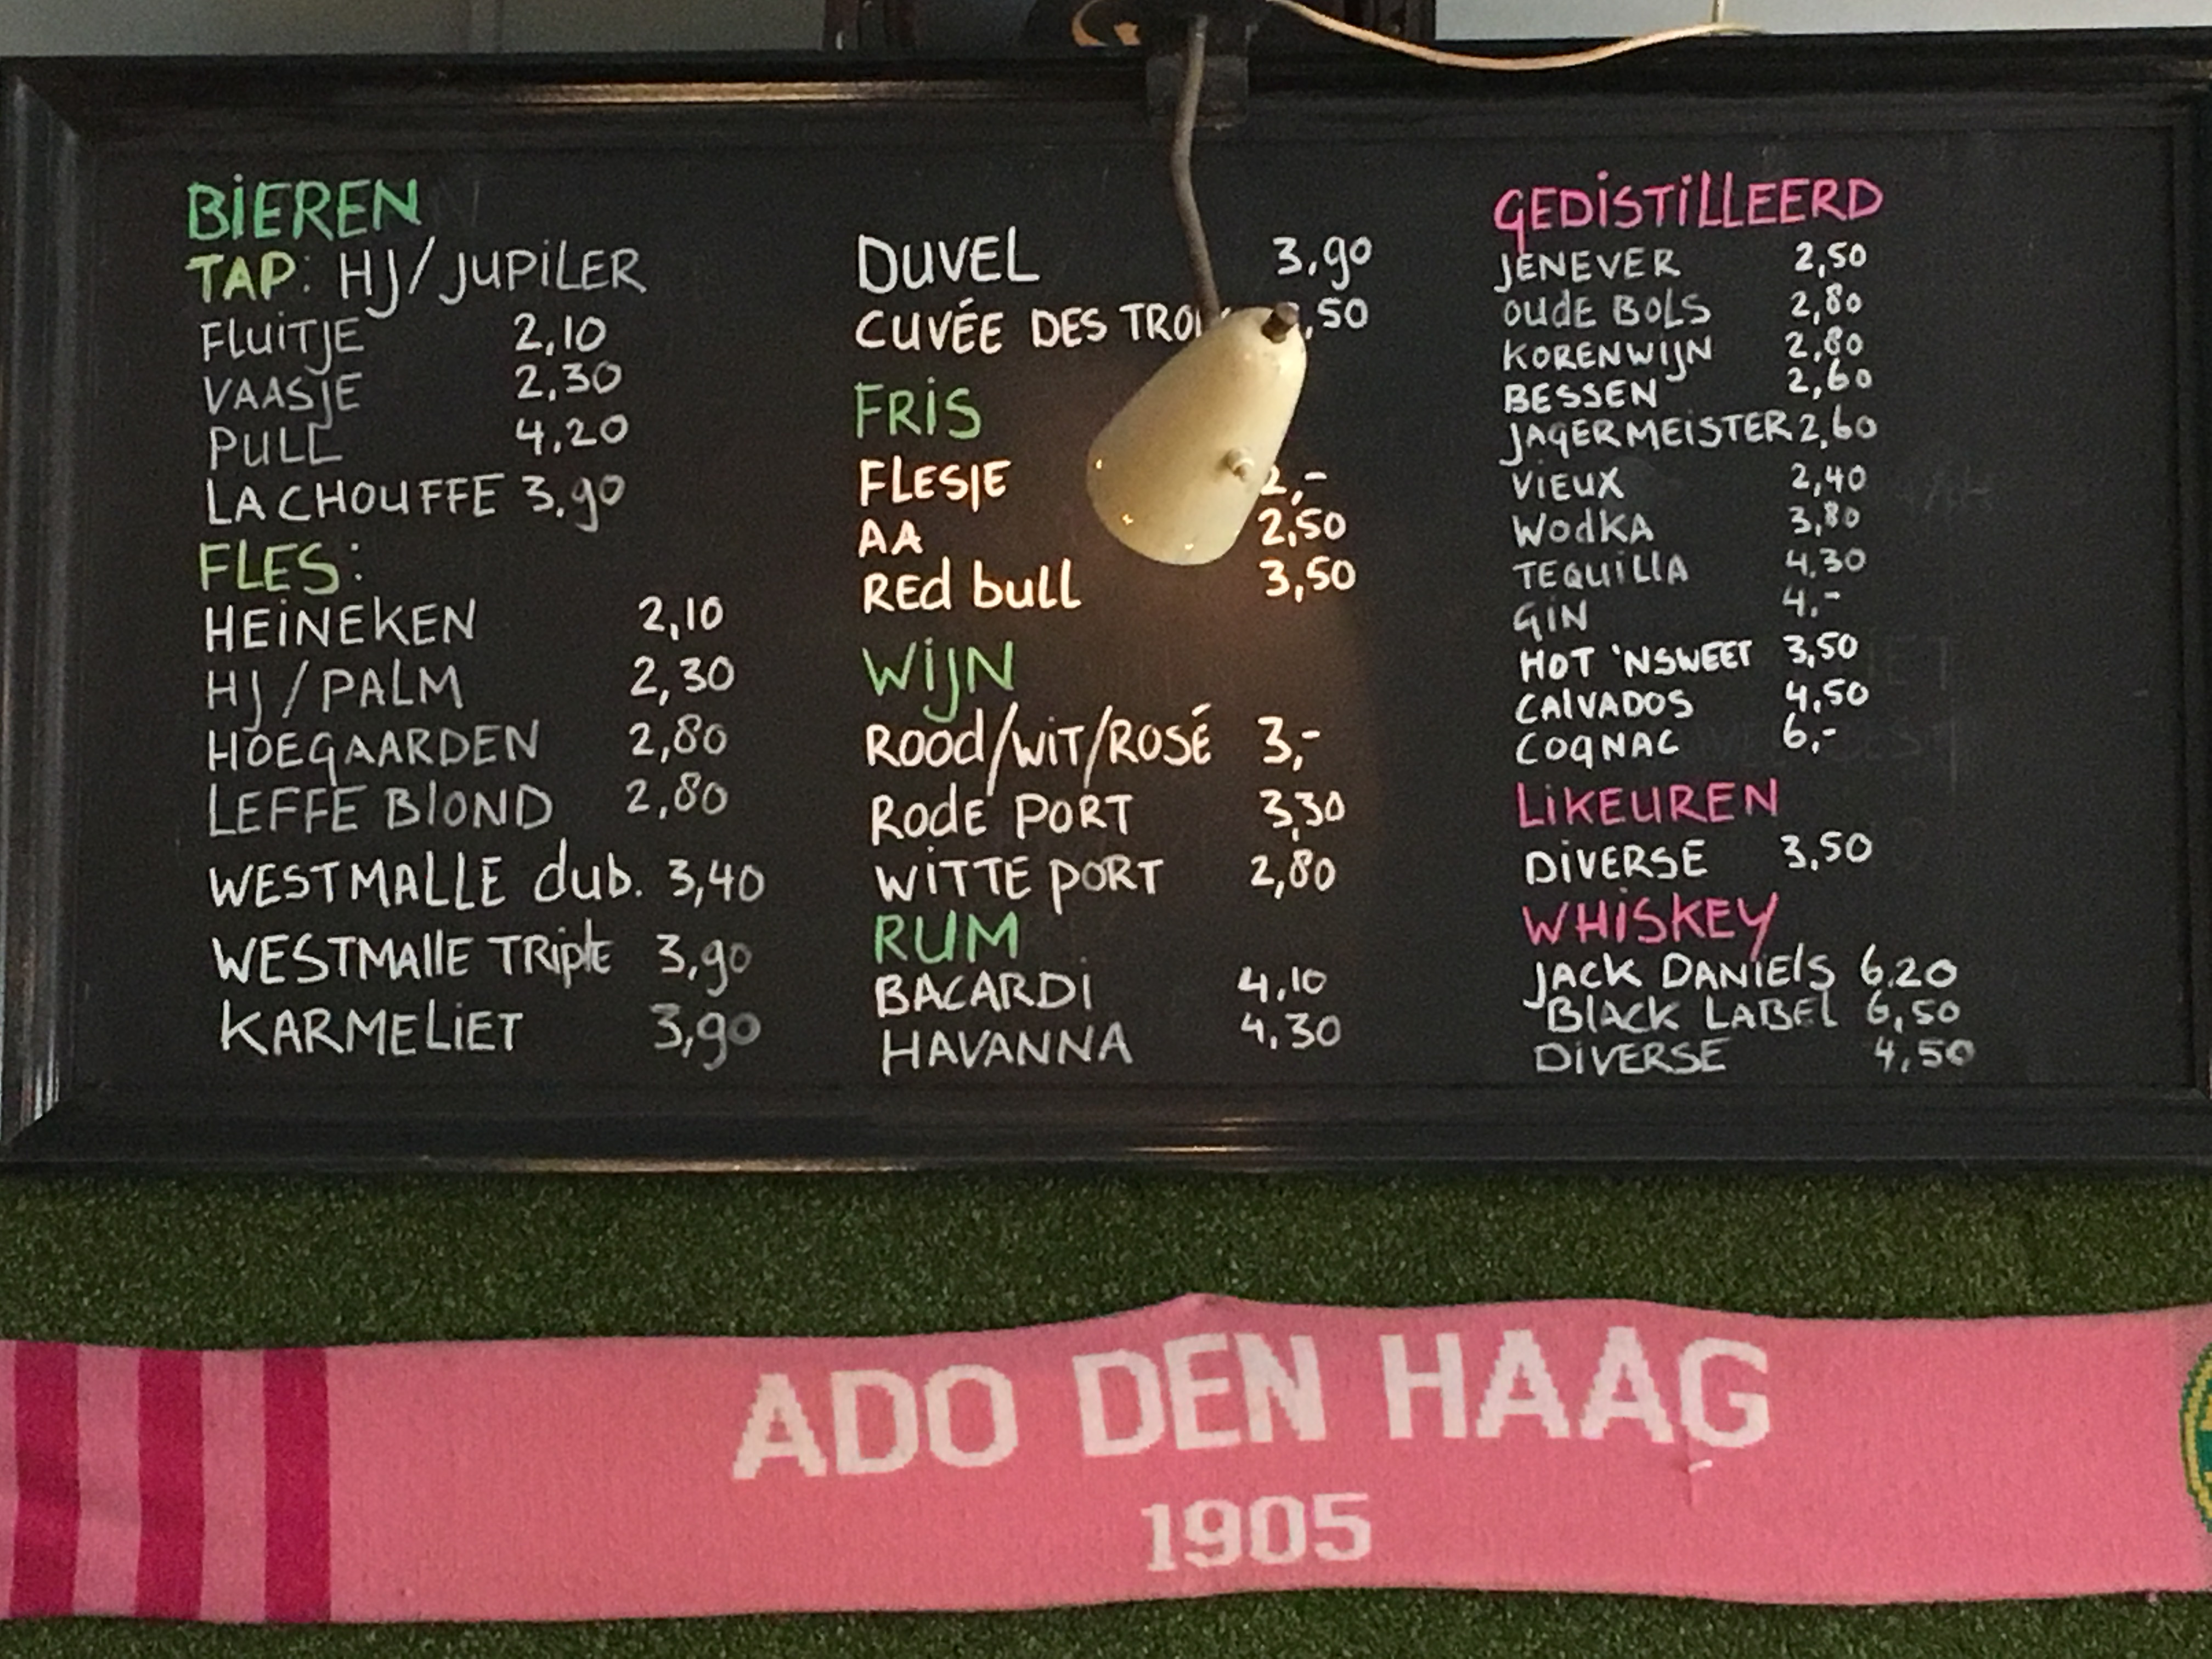 BIEREN
TAP: HJ/JUPILER
FLUITJE 2,10
VAASJE 2,30
PULL 4,20
LA CHOUFFE 3,90
FLES:
HEINEKEN 2,10
HJ/PALM 2,30
HOEGAARDEN 2,80
LEFFE BLOND 2,80
WESTMALLE dub. 3,40
WESTMAllE TRiple 3,90
KARMELIET 3,90
DUVEL 3,90
CUVÉE DES ,50
FRIS
FLESJE 2,-
AA 2,50
REd bull 3,50
WIJN
ROOd/WIT/ROSÉ 3,-
RODE PORT 3,30
WITTE PORT 2,80
RUM
BACARDI 4,10
HAVANNA 4,30
GEDISTILLEERD
JENEVER 2,50
OUdE BOLS 2,80
KORENWIJN 2,80
BESSEN 2,60
JAGERMEISTER 2,60
VIEUX 2,40
WOdKA 3,80
TEQUILLA 4,30
GIN 4,-
HOT 'NSWEET 3,50
CALVADOS 4,50
COGNAC 6,-
LIKEUREN
DIVERSE 3,50
WHISKEY
JACK DANIELS 6,20
BLACK LABEL 6,50
DIVERSE 4,50
ADO DEN HAAG
1905